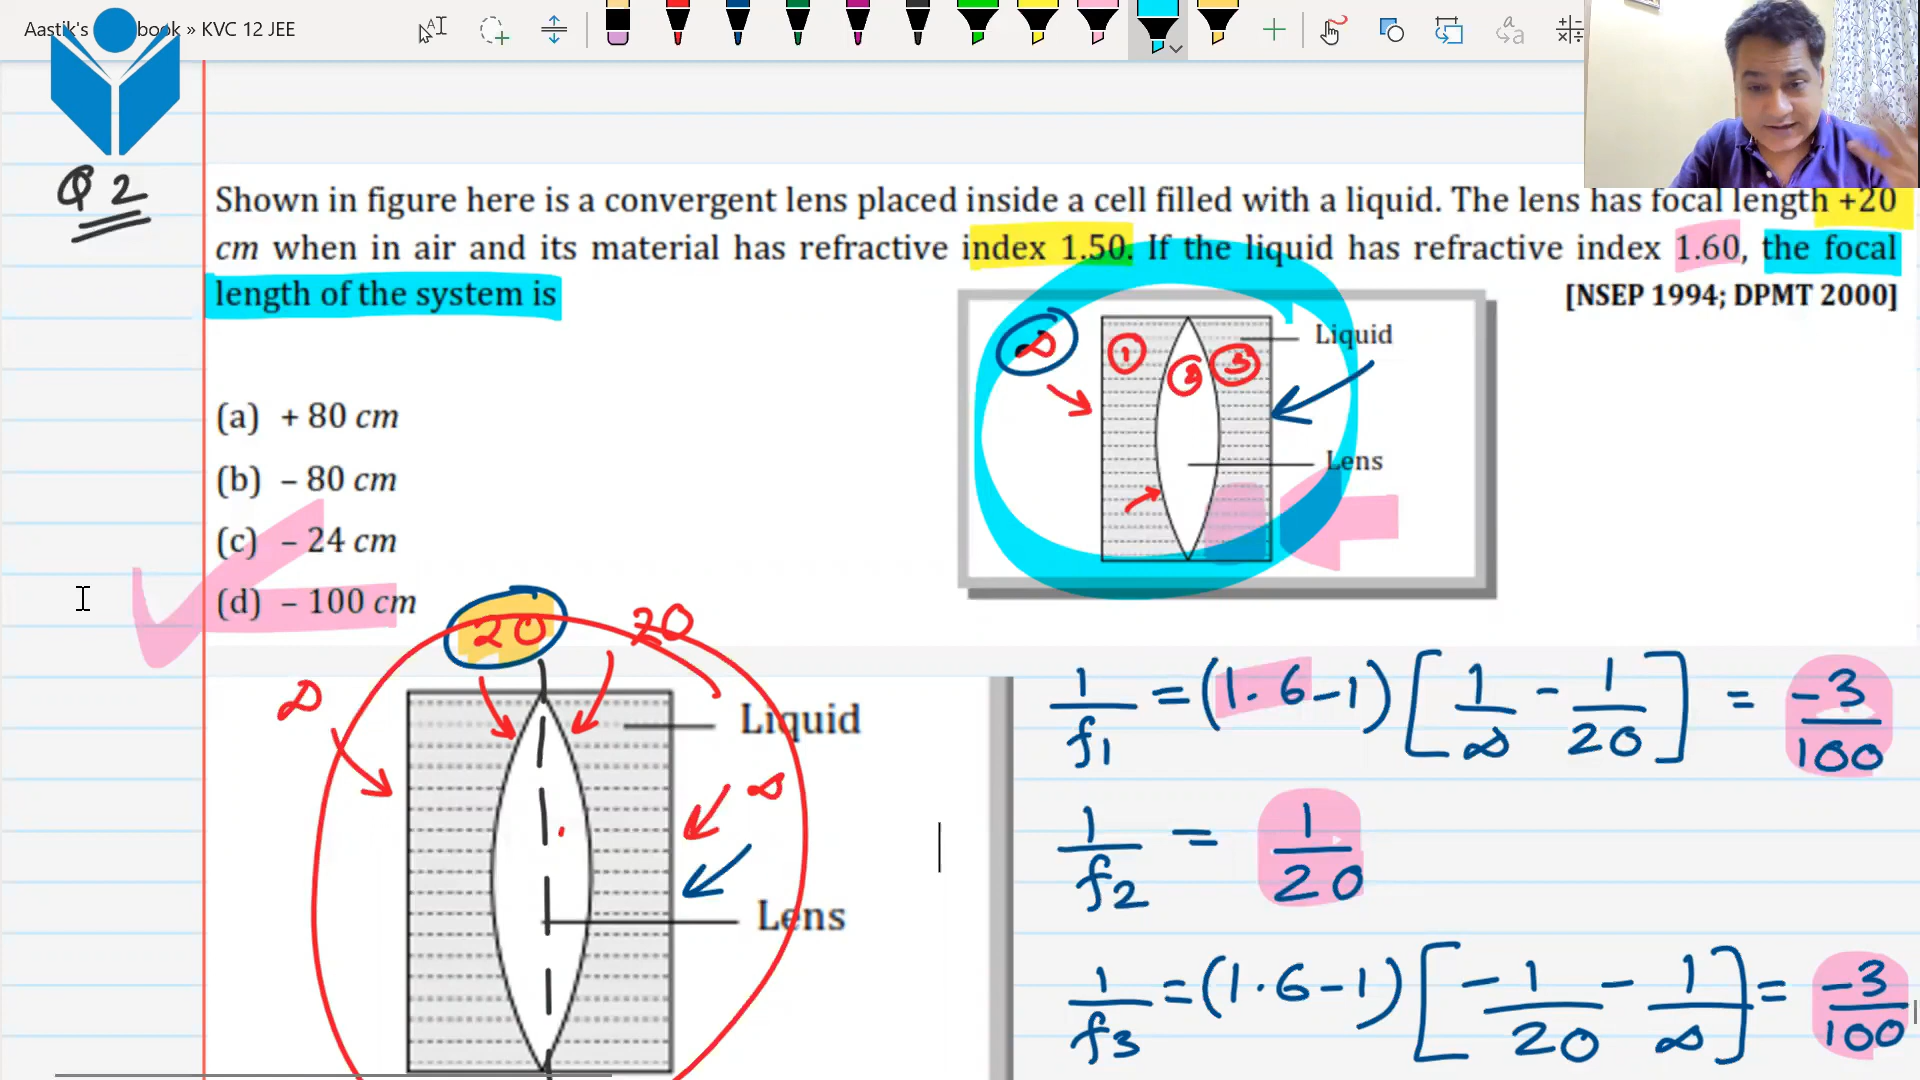 Aastik's book » KVC 12 JEE
Q 2
Shown in figure here is a convergent lens placed inside a cell filled with a liquid. The lens has focal length +20
cm when in air and its material has refractive index 1.50. If the liquid has refractive index 1.60, the focal
length of the system is
[NSEP 1994; DPMT 2000]
∞ 1 2 3 Liquid
Lens
(a) + 80 cm
(b) – 80 cm
(c) – 24 cm
(d) – 100 cm
20 20
∞ Liquid
∞
Lens
1/f1 = (1.6-1) [1/∞ - 1/20] = -3/100
1/f2 = 1/20
1/f3 = (1.6-1) [-1/20 - 1/∞] = -3/100